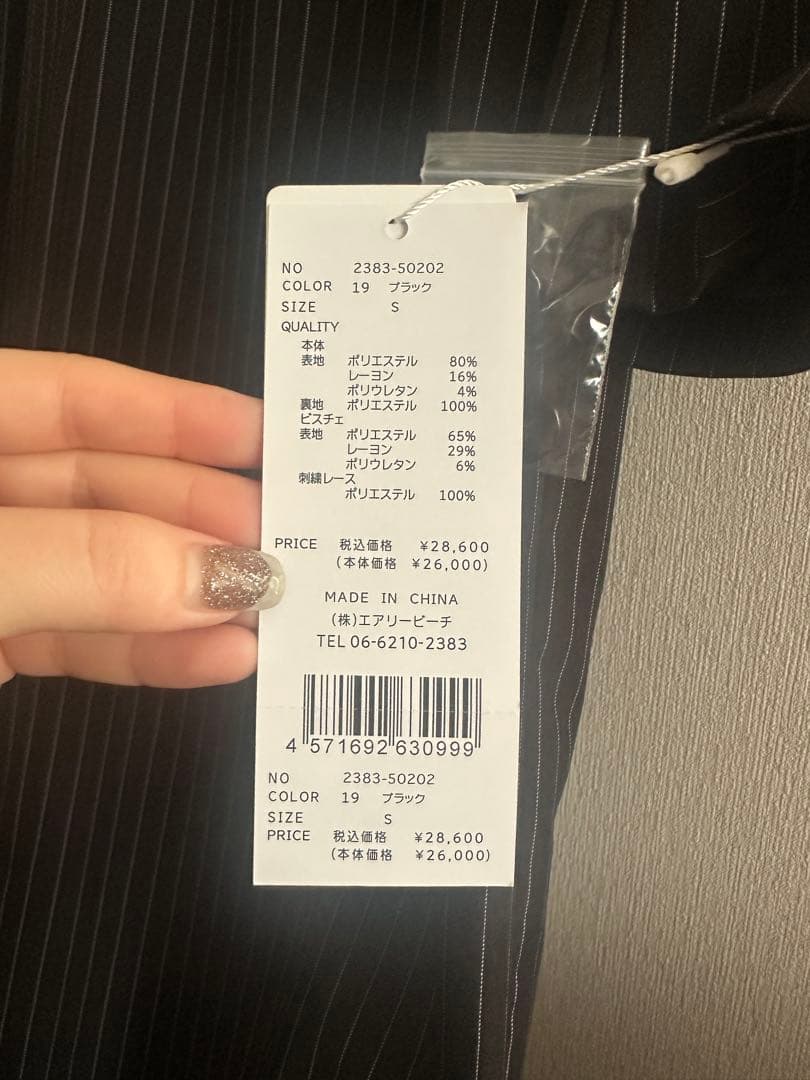 NO 2383-50202
COLOR 19 ブラック
SIZE S
QUALITY
本体
表地 ポリエステル 80%
レーヨン 16%
ポリウレタン 4%
裏地 ポリエステル 100%
ビスチェ
表地 ポリエステル 65%
レーヨン 29%
ポリウレタン 6%
刺繍レース
ポリエステル 100%
PRICE 税込価格 ¥28,600
(本体価格 ¥26,000)
MADE IN CHINA
(株)エアリービーチ
TEL 06-6210-2383
4 571692 630999
NO 2383-50202
COLOR 19 ブラック
SIZE S
PRICE 税込価格 ¥28,600
(本体価格 ¥26,000)